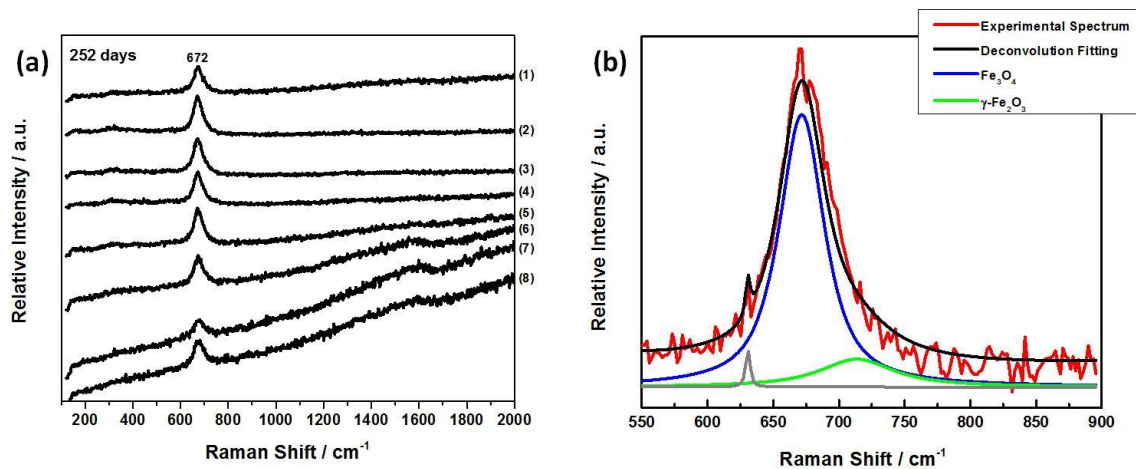 (a)
252 days
672
(1)
(2)
(3)
(4)
(5)
(6)
(7)
(8)
Relative Intensity / a.u.
200 400 600 800 1000 1200 1400 1600 1800 2000
Raman Shift / cm⁻¹
(b)
Experimental Spectrum
Deconvolution Fitting
Fe₃O₄
γ-Fe₂O₃
Relative Intensity / a.u.
550 600 650 700 750 800 850 900
Raman Shift / cm⁻¹